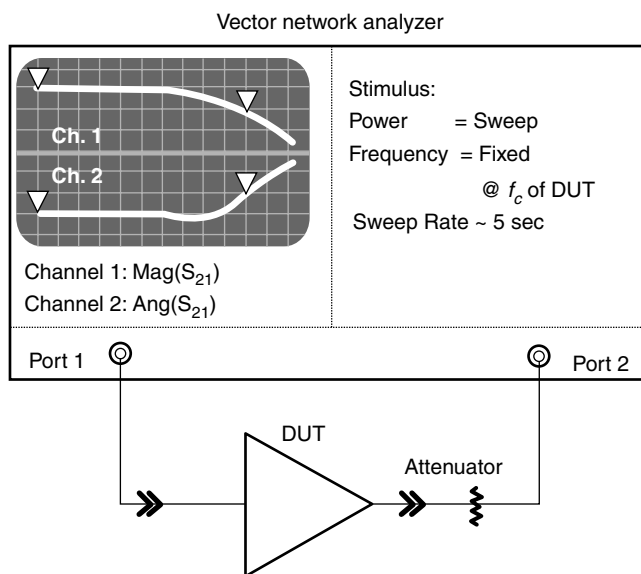 Vector network analyzer
Ch. 1
Ch. 2
Channel 1: Mag(S21)
Channel 2: Ang(S21)
Stimulus:
Power = Sweep
Frequency = Fixed
@ fc of DUT
Sweep Rate ~ 5 sec
Port 1
Port 2
DUT
Attenuator